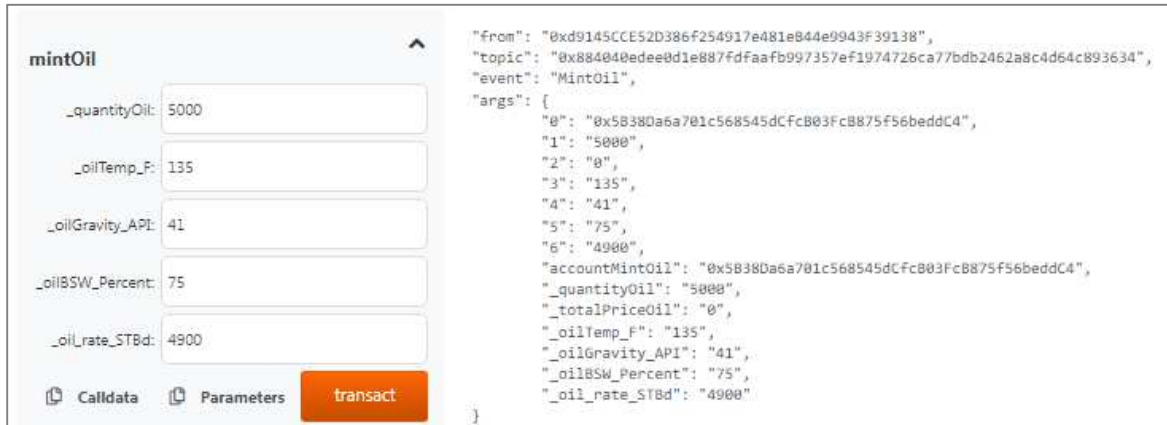 mintOil
_quantityOil: 5000
_oilTemp_F: 135
_oilGravity_API: 41
_oilBSW_Percent: 75
_oil_rate_STBd: 4900
Calldata Parameters transact
"from": "0xd9145CCE52D386f254917e481eB44e9943F39138",
"topic": "0x884040edee0d1e887fdfaafb997357ef1974726ca77bdb2462a8c4d64c893634",
"event": "MintOil",
"args": {
"0": "0x5B38Da6a701c568545dCfcB03FcB875f56beddC4",
"1": "5000",
"2": "0",
"3": "135",
"4": "41",
"5": "75",
"6": "4900",
"accountMintOil": "0x5B38Da6a701c568545dCfcB03FcB875f56beddC4",
"_quantityOil": "5000",
"_totalPriceOil": "0",
"_oilTemp_F": "135",
"_oilGravity_API": "41",
"_oilBSW_Percent": "75",
"_oil_rate_STBd": "4900"
}